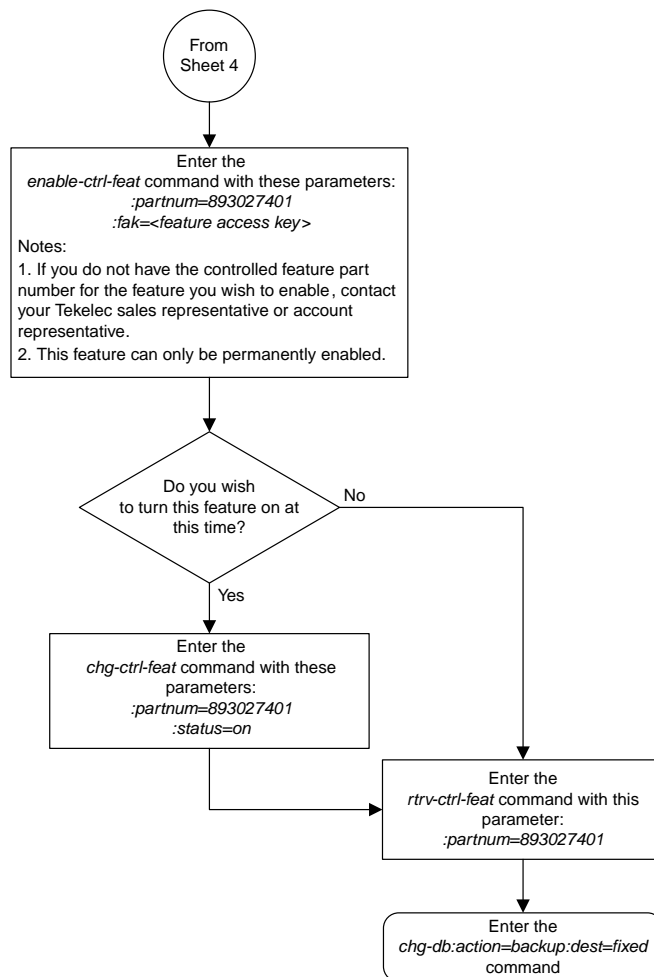 From
Sheet 4
Enter the
enable-ctrl-feat command with these parameters:
:partnum=893027401
:fak=<feature access key>
Notes:
1. If you do not have the controlled feature part
number for the feature you wish to enable, contact
your Tekelec sales representative or account
representative.
2. This feature can only be permanently enabled.
Do you wish
to turn this feature on at
this time?
No
Yes
Enter the
chg-ctrl-feat command with these
parameters:
:partnum=893027401
:status=on
Enter the
rtrv-ctrl-feat command with this
parameter:
:partnum=893027401
Enter the
chg-db:action=backup:dest=fixed
command